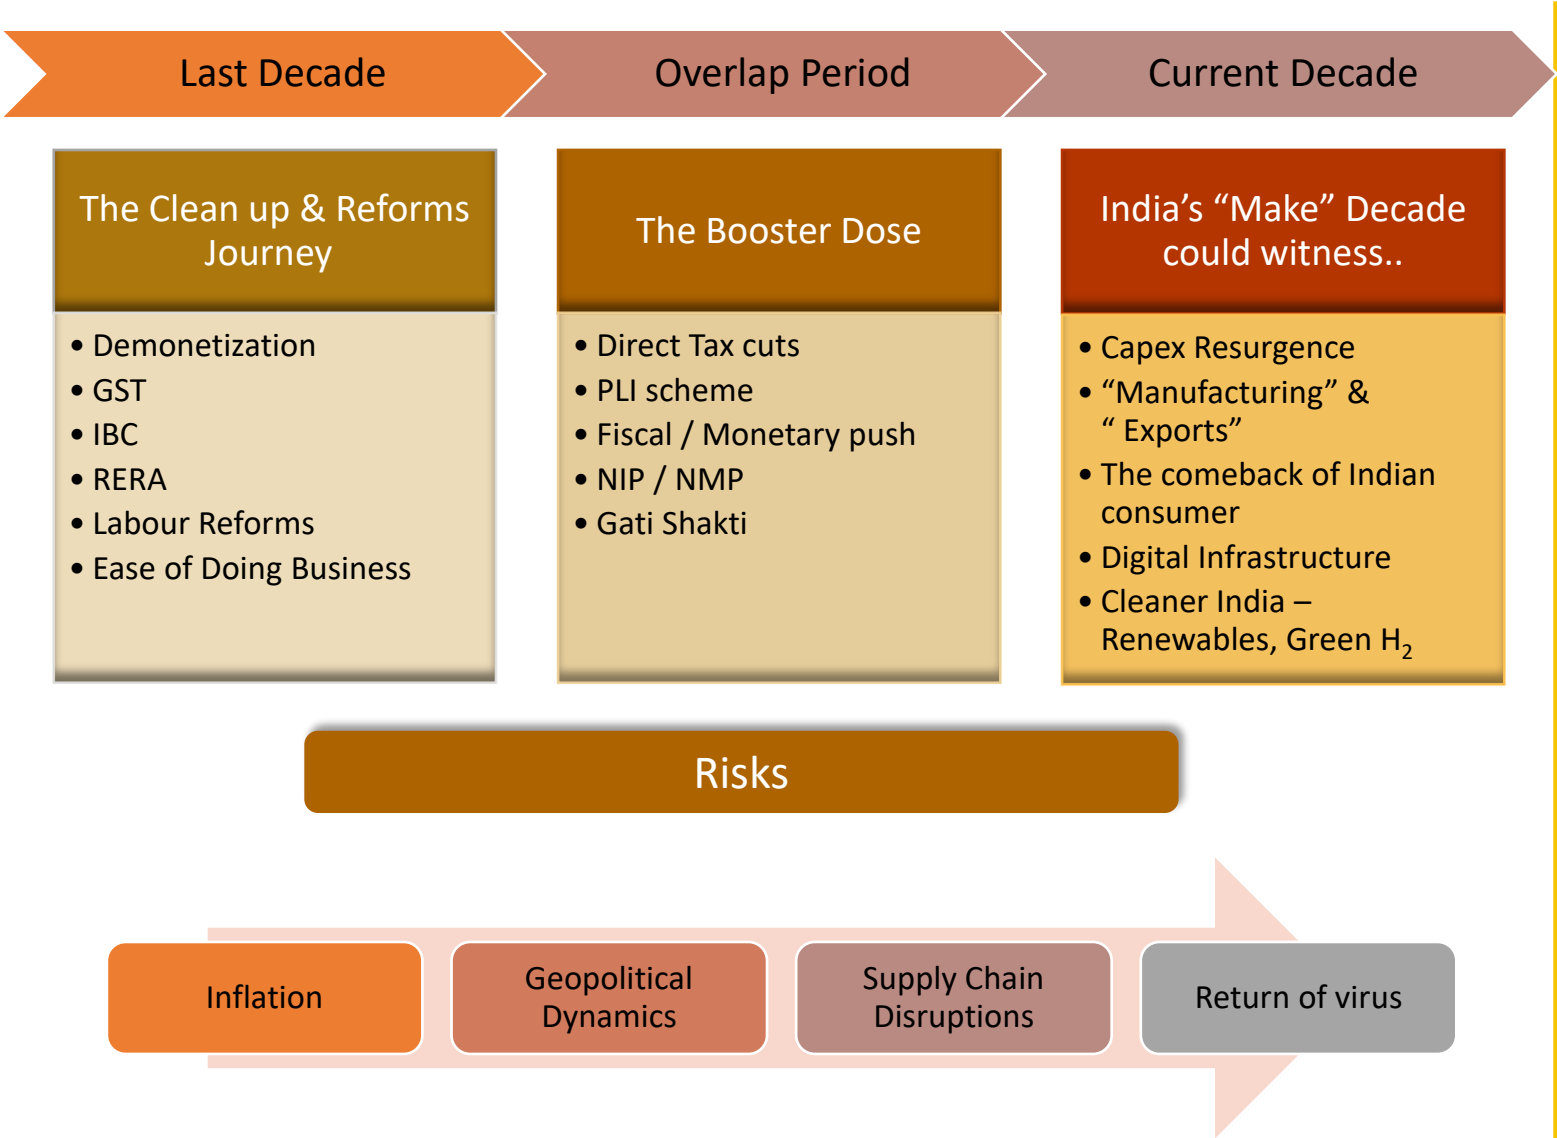 Last Decade
Overlap Period
Current Decade
The Clean up & Reforms
Journey
• Demonetization
• GST
• IBC
• RERA
• Labour Reforms
• Ease of Doing Business
The Booster Dose
• Direct Tax cuts
• PLI scheme
• Fiscal / Monetary push
• NIP / NMP
• Gati Shakti
India’s “Make” Decade
could witness..
• Capex Resurgence
• “Manufacturing” &
“ Exports”
• The comeback of Indian
consumer
• Digital Infrastructure
• Cleaner India –
Renewables, Green H₂
Risks
Inflation
Geopolitical
Dynamics
Supply Chain
Disruptions
Return of virus